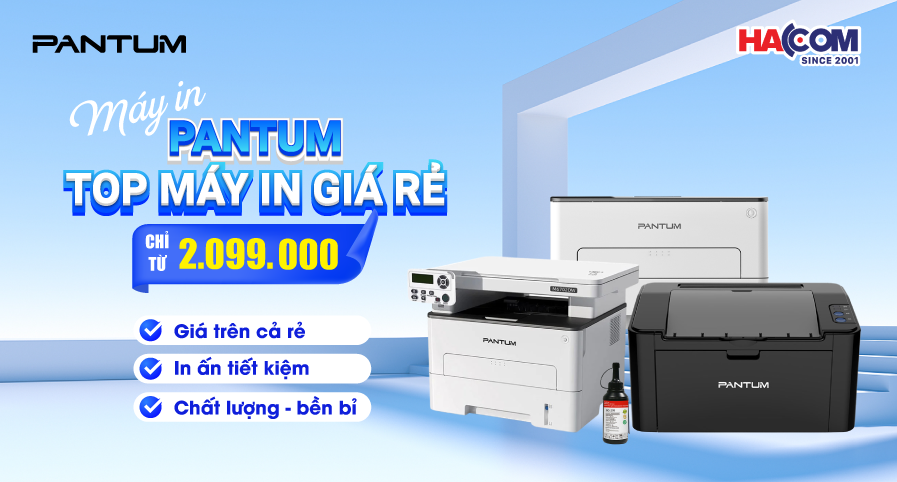 PANTUM
HACOM
SINCE 2001
Máy in
PANTUM
TOP MÁY IN GIÁ RẺ
CHỈ TỪ 2.099.000
Giá trên cả rẻ
In ấn tiết kiệm
Chất lượng - bền bỉ
PANTUM
PANTUM
PANTUM